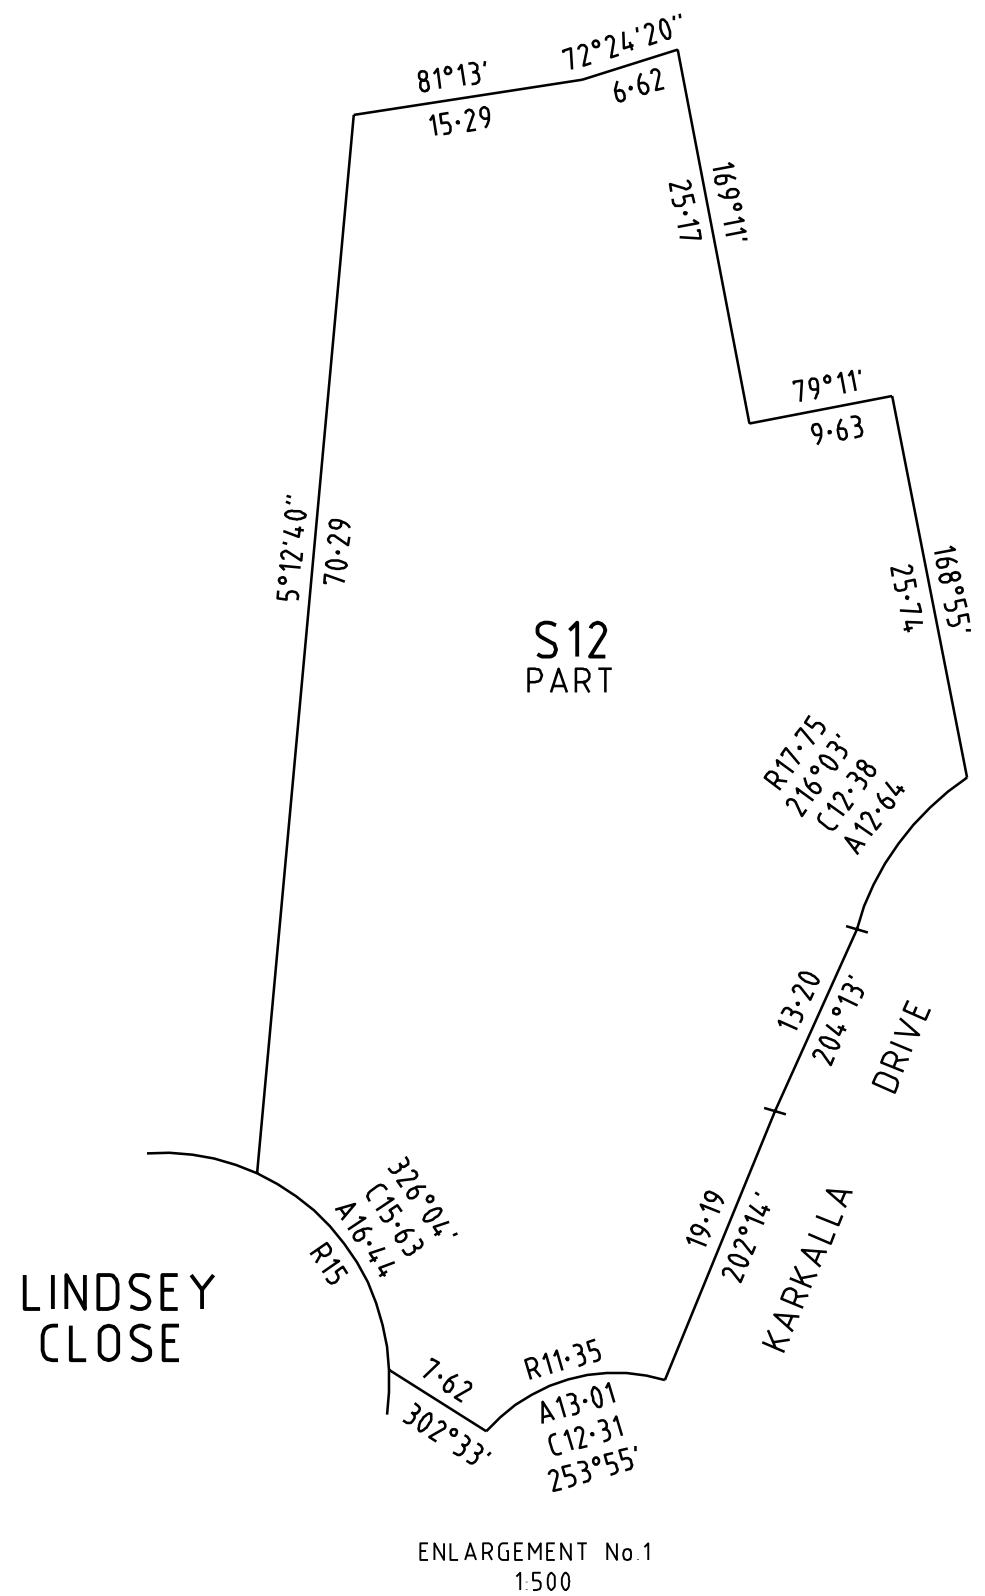 72°24'20"
81°13'
6·62
15·29
169°11'
25·17
79°11'
9·63
5°12'40"
70·29
168°55'
25·74
S12
PART
R17·75
216°03'
C12·38
A12·64
13·20
204°13'
DRIVE
326°04'
C15·63
A16·44
R15
19·19
202°14'
KARKALLA
LINDSEY
CLOSE
7·62
302°33'
R11·35
A13·01
C12·31
253°55'
ENLARGEMENT No.1
1:500